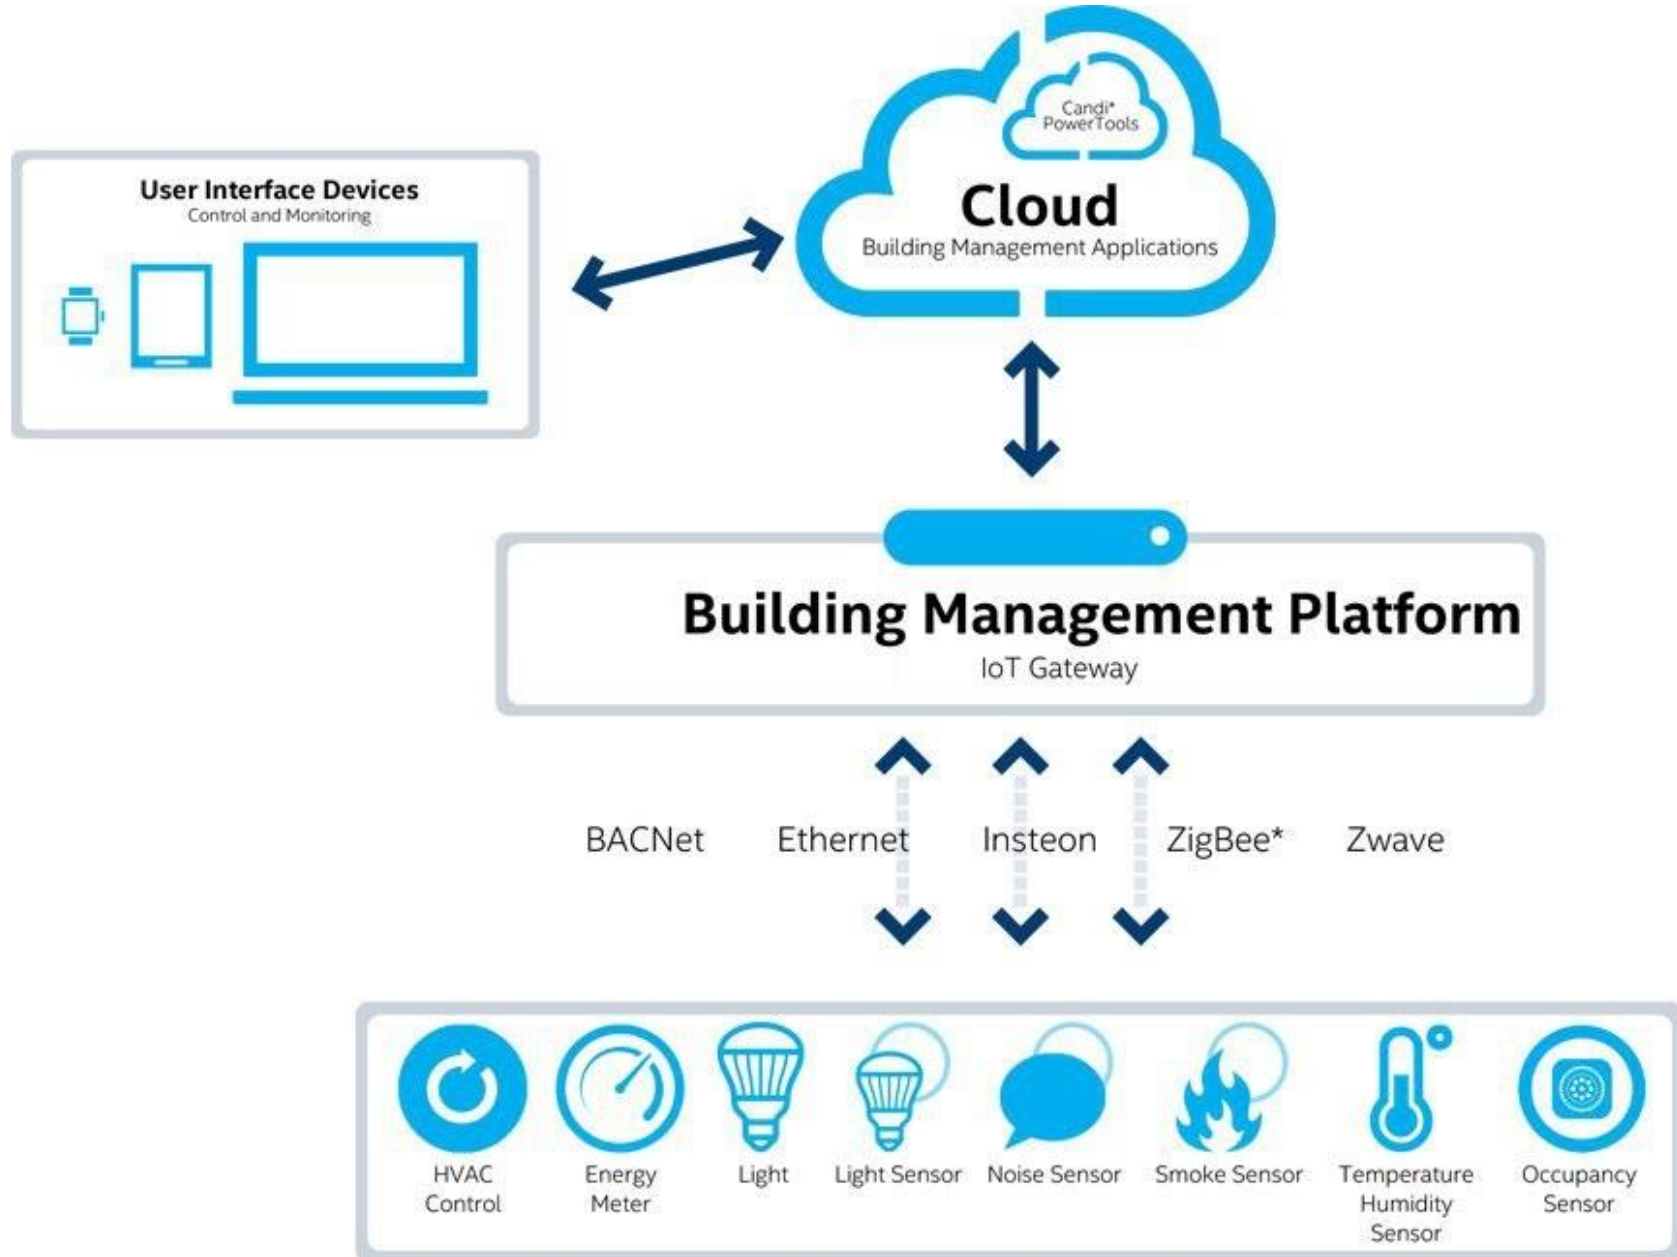 Candi*
PowerTools
Cloud
Building Management Applications
User Interface Devices
Control and Monitoring
Building Management Platform
IoT Gateway
BACNet Ethernet Insteon ZigBee* Zwave
HVAC
Control
Energy
Meter
Light
Light Sensor
Noise Sensor
Smoke Sensor
Temperature
Humidity
Sensor
Occupancy
Sensor